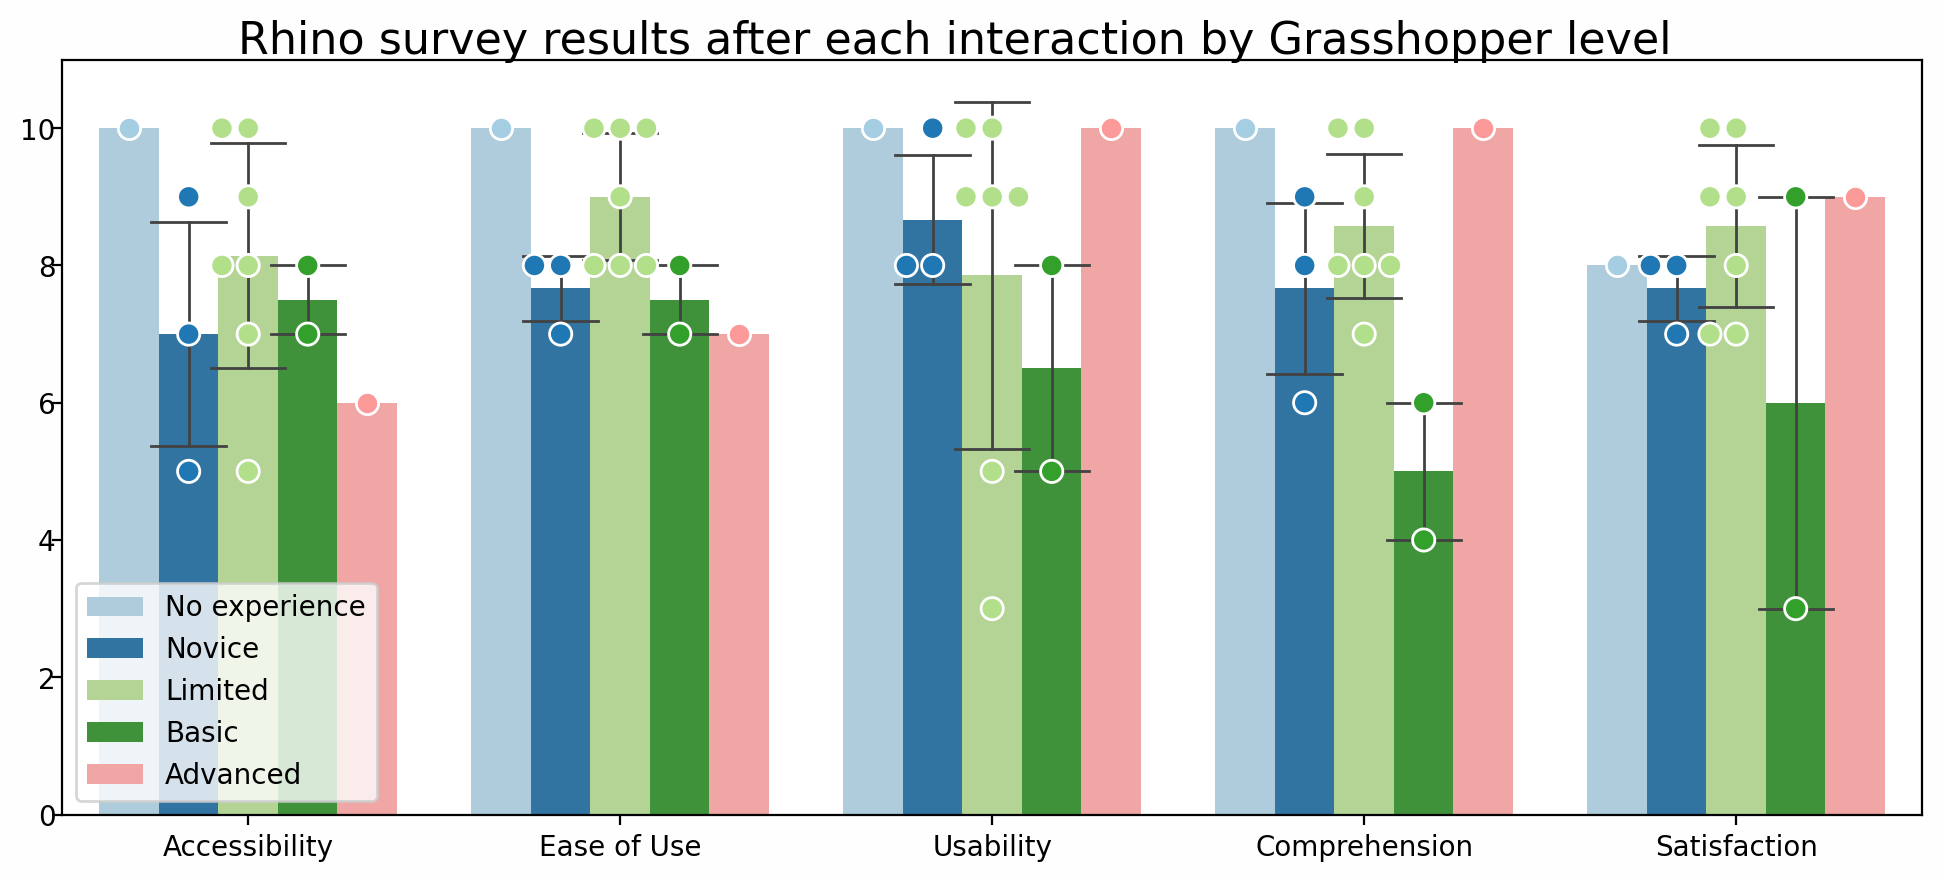 Rhino survey results after each interaction by Grasshopper level
10
8
6
4
2
0
No experience
Novice
Limited
Basic
Advanced
Accessibility
Ease of Use
Usability
Comprehension
Satisfaction